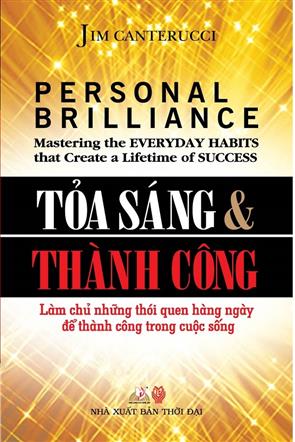 JIM CANTERUCCI
PERSONAL
BRILLIANCE
Mastering the EVERYDAY HABITS
that Create a Lifetime of SUCCESS
TỎA SÁNG &
THÀNH CÔNG
Làm chủ những thói quen hàng ngày
để thành công trong cuộc sống
NHÀ XUẤT BẢN THỜI ĐẠI